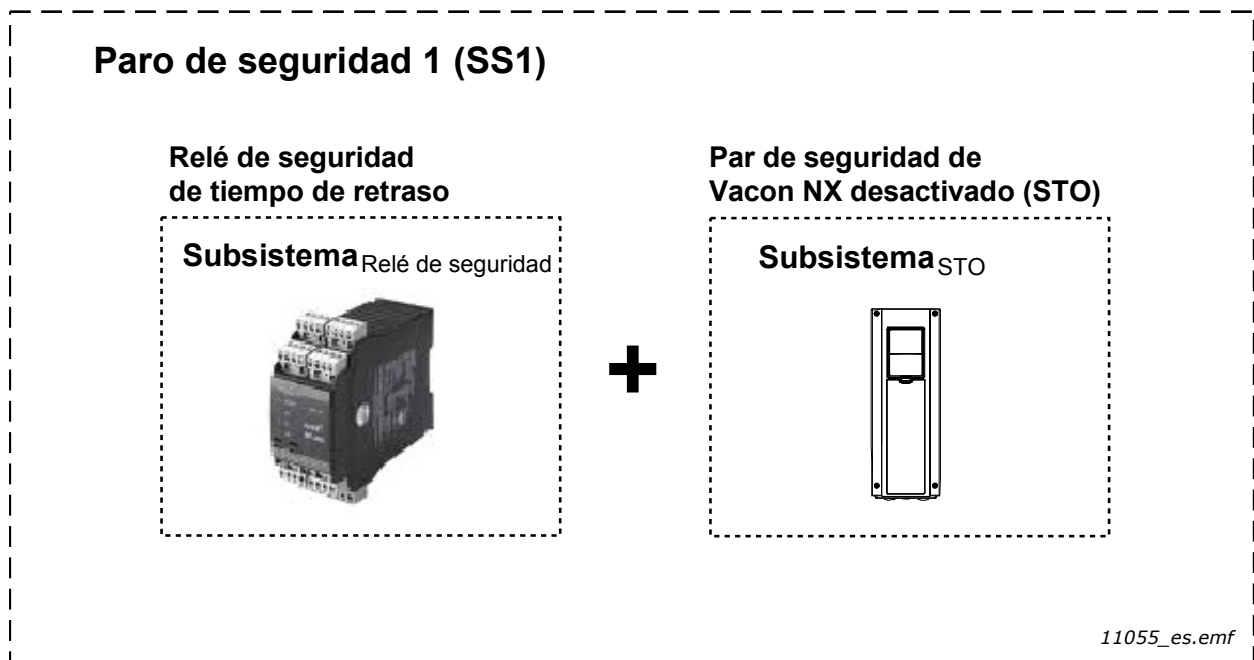 Paro de seguridad 1 (SS1)
Relé de seguridad
de tiempo de retraso
Subsistema Relé de seguridad
Par de seguridad de
Vacon NX desactivado (STO)
Subsistema STO
+
11055_es.emf